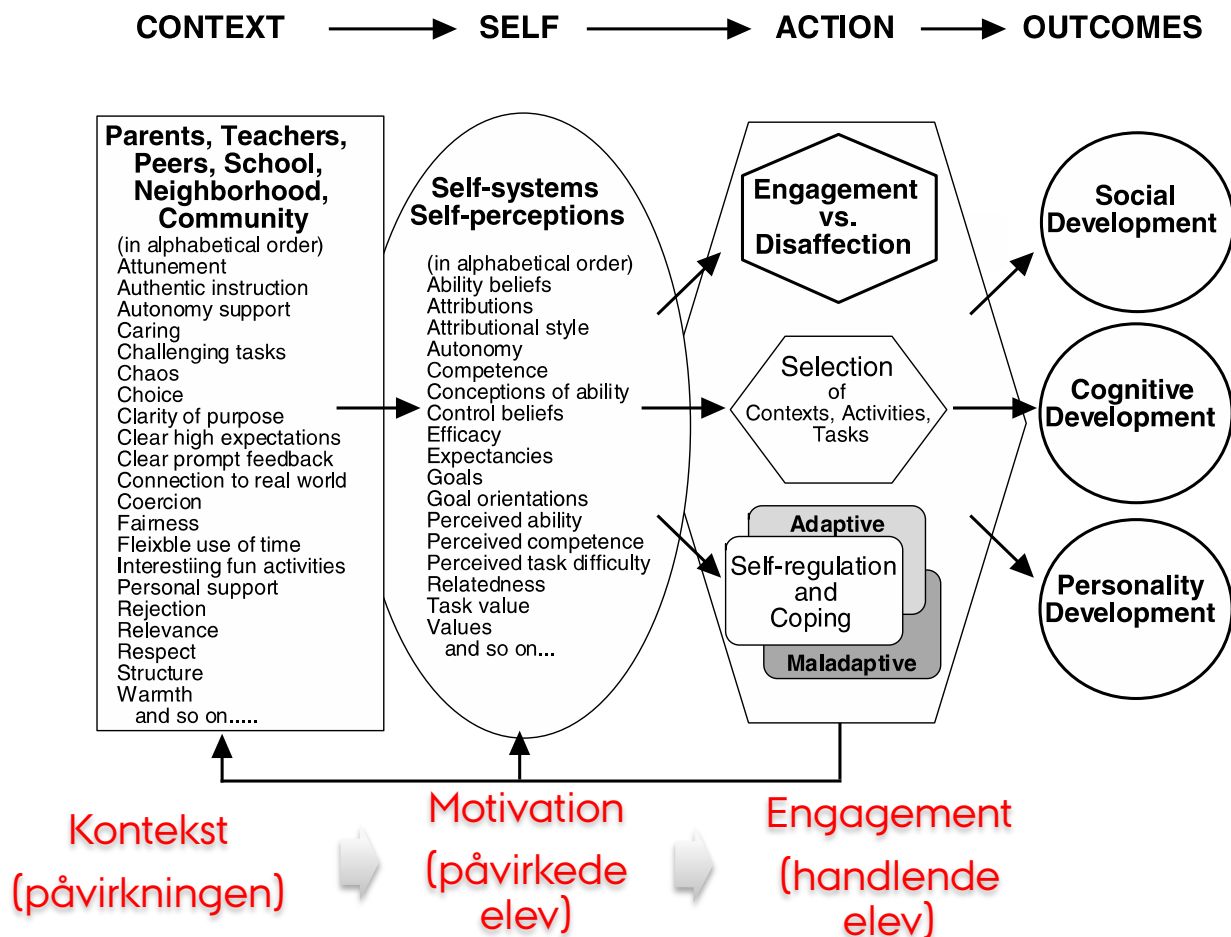 CONTEXT SELF ACTION OUTCOMES
Parents, Teachers,
Peers, School,
Neighborhood,
Community
(in alphabetical order)
Attunement
Authentic instruction
Autonomy support
Caring
Challenging tasks
Chaos
Choice
Clarity of purpose
Clear high expectations
Clear prompt feedback
Connection to real world
Coercion
Fairness
Fleixble use of time
Interestiing fun activities
Personal support
Rejection
Relevance
Respect
Structure
Warmth
and so on.....
Self-systems
Self-perceptions
(in alphabetical order)
Ability beliefs
Attributions
Attributional style
Autonomy
Competence
Conceptions of ability
Control beliefs
Efficacy
Expectancies
Goals
Goal orientations
Perceived ability
Perceived competence
Perceived task difficulty
Relatedness
Task value
Values
and so on...
Engagement
vs.
Disaffection
Selection
of
Contexts, Activities,
Tasks
Adaptive
Self-regulation
and
Coping
Maladaptive
Social
Development
Cognitive
Development
Personality
Development
Kontekst
(påvirkningen)
Motivation
(påvirkede
elev)
Engagement
(handlende
elev)